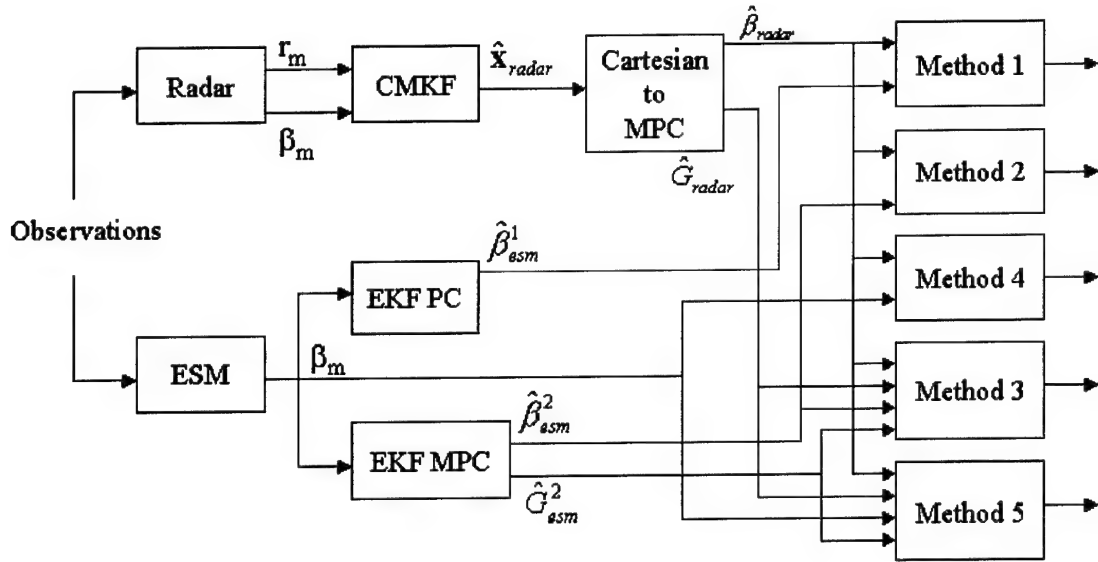 Observations
Radar
r_m
β_m
CMKF
x̂_radar
Cartesian
to
MPC
β̂_radar
Ĝ_radar
ESM
β_m
EKF PC
β̂¹_esm
EKF MPC
β̂²_esm
Ĝ²_esm
Method 1
Method 2
Method 4
Method 3
Method 5